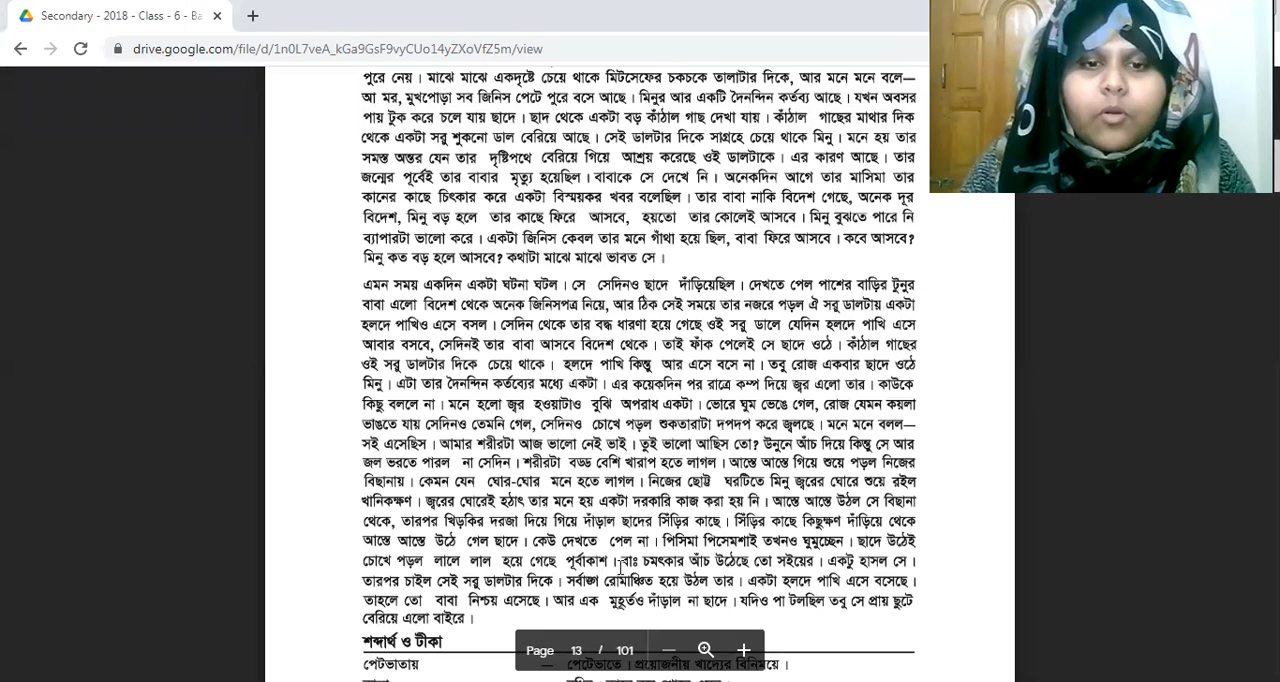 Secondary - 2018 - Class - 6 - Ba
drive.google.com/file/d/1n0L7veA_kGa9GsF9vyCUo14yZXoVfZ5m/view
পুরে নেয়। মাঝে মাঝে একদৃষ্টে চেয়ে থাকে মিটসেফের চকচকে তালাটার দিকে, আর মনে মনে বলে—
আ মর, মুখপোড়া সব জিনিস পেটে পুরে বসে আছে। মিনুর আর একটি দৈনন্দিন কর্তব্য আছে। যখন অবসর
পায় টুক করে চলে যায় ছাদে। ছাদ থেকে একটা বড় কাঁঠাল গাছ দেখা যায়। কাঁঠাল গাছের মাথার দিক
থেকে একটা সরু শুকনো ডাল বেরিয়ে আছে। সেই ডালটার দিকে সাগ্রহে চেয়ে থাকে মিনু। মনে হয় তার
সমস্ত অন্তর যেন তার দৃষ্টিপথে বেরিয়ে গিয়ে আশ্রয় করেছে ওই ডালটাকে। এর কারণ আছে। তার
জন্মের পূর্বেই তার বাবার মৃত্যু হয়েছিল। বাবাকে সে দেখে নি। অনেকদিন আগে তার মাসিমা তার
কানের কাছে চিৎকার করে একটা বিস্ময়কর খবর বলেছিল। তার বাবা নাকি বিদেশ গেছে, অনেক দূর
বিদেশ, মিনু বড় হলে তার কাছে ফিরে আসবে, হয়তো তার কোলেই আসবে। মিনু বুঝতে পারে নি
ব্যাপারটা ভালো করে। একটা জিনিস কেবল তার মনে গাঁথা হয়ে ছিল, বাবা ফিরে আসবে। কবে আসবে?
মিনু কত বড় হলে আসবে? কথাটা মাঝে মাঝে ভাবত সে।
এমন সময় একদিন একটা ঘটনা ঘটল। সে সেদিনও ছাদে দাঁড়িয়েছিল। দেখতে পেল পাশের বাড়ির টুনুর
বাবা এলো বিদেশ থেকে অনেক জিনিসপত্র নিয়ে, আর ঠিক সেই সময়ে তার নজরে পড়ল ঐ সরু ডালটায় একটা
হলদে পাখিও এসে বসল। সেদিন থেকে তার বদ্ধ ধারণা হয়ে গেছে ওই সরু ডালে যেদিন হলদে পাখি এসে
আবার বসবে, সেদিনই তার বাবা আসবে বিদেশ থেকে। তাই ফাঁক পেলেই সে ছাদে ওঠে। কাঁঠাল গাছের
ওই সরু ডালটার দিকে চেয়ে থাকে। হলদে পাখি কিন্তু আর এসে বসে না। তবু রোজ একবার ছাদে ওঠে
মিনু। এটা তার দৈনন্দিন কর্তব্যের মধ্যে একটা। এর কয়েকদিন পর রাত্রে কম্প দিয়ে জ্বর এলো তার। কাউকে
কিছু বললে না। মনে হলো জ্বর হওয়াটাও বুঝি অপরাধ একটা। ভোরে ঘুম ভেঙে গেল, রোজ যেমন কয়লা
ভাঙতে যায় সেদিনও তেমনি গেল, সেদিনও চোখে পড়ল শুকতারাটা দপদপ করে জ্বলছে। মনে মনে বলল—
সই এসেছিস। আমার শরীরটা আজ ভালো নেই ভাই। তুই ভালো আছিস তো? উনুনে আঁচ দিয়ে কিন্তু সে আর
জল ভরতে পারল না সেদিন। শরীরটা বড্ড বেশি খারাপ হতে লাগল। আস্তে আস্তে গিয়ে শুয়ে পড়ল নিজের
বিছানায়। কেমন যেন ঘোর-ঘোর মনে হতে লাগল। নিজের ছোট্ট ঘরটিতে মিনু জ্বরের ঘোরে শুয়ে রইল
খানিকক্ষণ। জ্বরের ঘোরেই হঠাৎ তার মনে হয় একটা দরকারি কাজ করা হয় নি। আস্তে আস্তে উঠল সে বিছানা
থেকে, তারপর খিড়কির দরজা দিয়ে গিয়ে দাঁড়াল ছাদের সিঁড়ির কাছে। সিঁড়ির কাছে কিছুক্ষণ দাঁড়িয়ে থেকে
আস্তে আস্তে উঠে গেল ছাদে। কেউ দেখতে পেল না। পিসিমা পিসেমশাই তখনও ঘুমুচ্ছেন। ছাদে উঠেই
চোখে পড়ল লালে লাল হয়ে গেছে পূর্বাকাশ। বাঃ চমৎকার আঁচ উঠেছে তো সইয়ের। একটু হাসল সে।
তারপর চাইল সেই সরু ডালটার দিকে। সর্বাঙ্গ রোমাঞ্চিত হয়ে উঠল তার। একটা হলদে পাখি এসে বসেছে।
তাহলে তো বাবা নিশ্চয় এসেছে। আর এক মুহূর্তও দাঁড়াল না ছাদে। যদিও পা টলছিল তবু সে প্রায় ছুটে
বেরিয়ে এলো বাইরে।
শব্দার্থ ও টীকা
Page 13 / 101
পেটভাতায় — পেটেভাতে। প্রয়োজনীয় খাদ্যের বিনিময়ে।